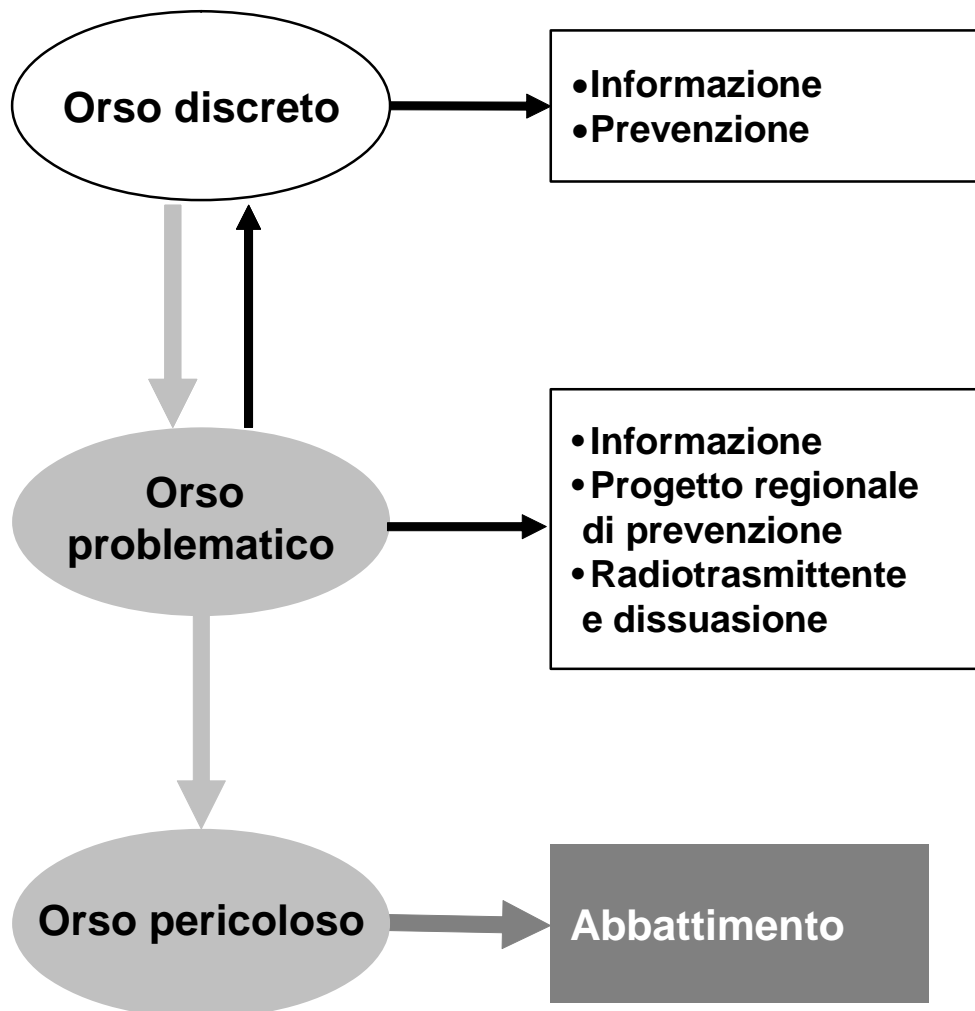 Orso discreto
•Informazione
•Prevenzione
Orso
problematico
• Informazione
• Progetto regionale
di prevenzione
• Radiotrasmittente
e dissuasione
Orso pericoloso
Abbattimento